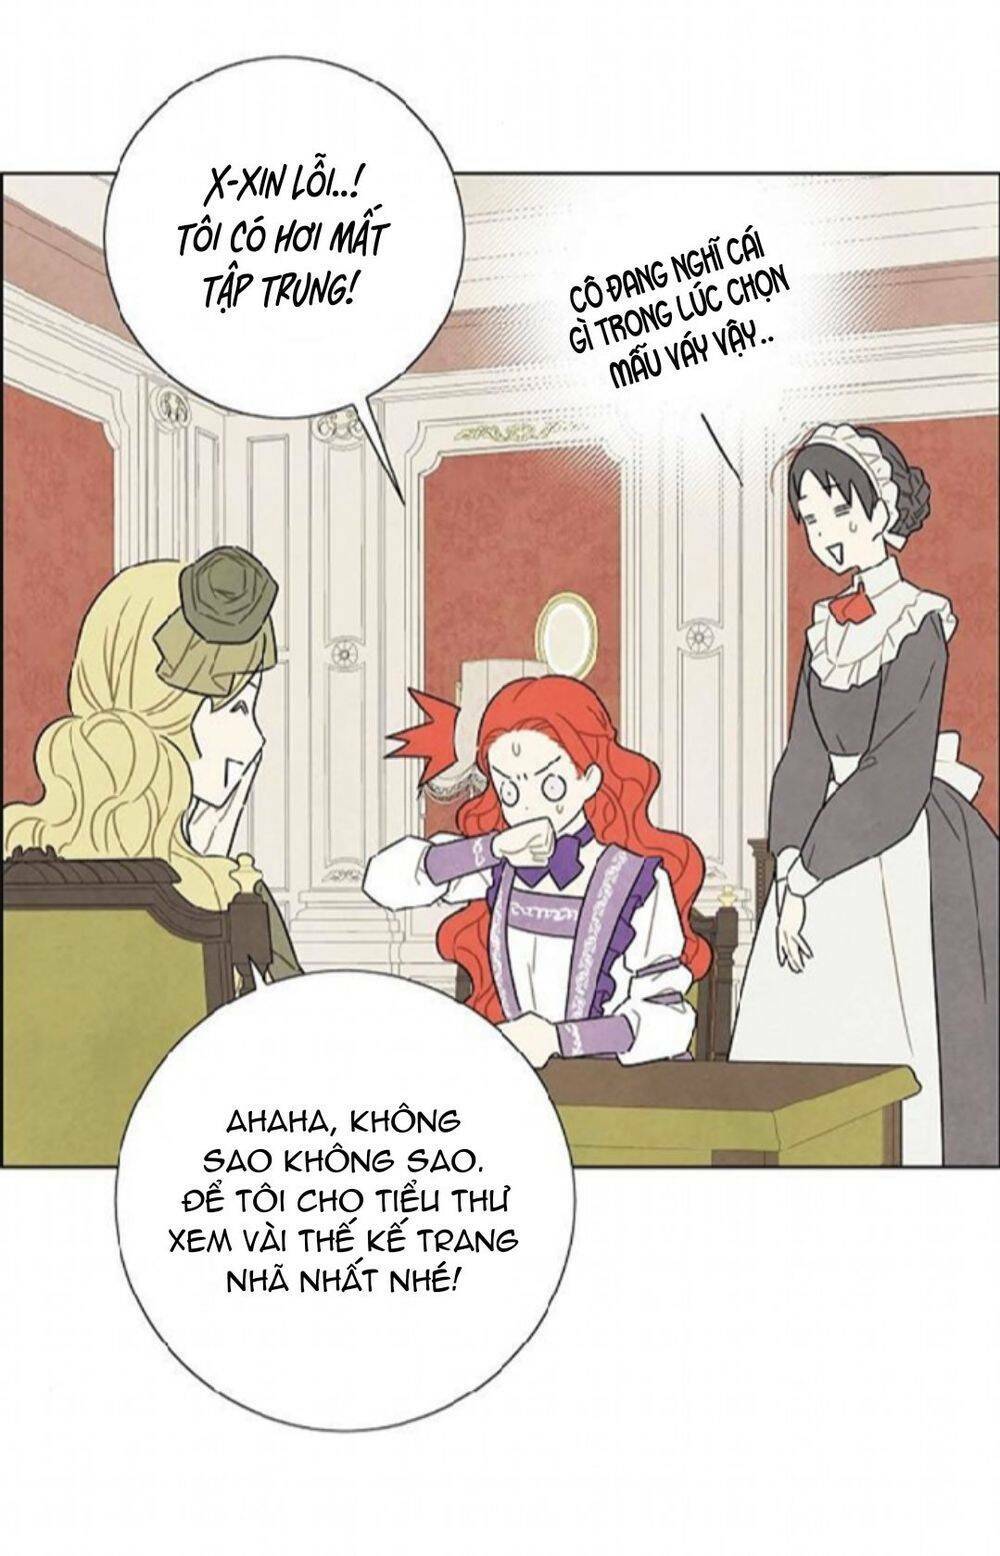 X-XIN LỖI..!
TÔI CÓ HƠI MẤT
TẬP TRUNG!
CÔ ĐANG NGHĨ CÁI
GÌ TRONG LÚC CHỌN
MẪU VÁY VẬY..
AHAHA, KHÔNG
SAO KHÔNG SAO.
ĐỂ TÔI CHO TIỂU THƯ
XEM VÀI THẾ KẾ TRANG
NHÃ NHẤT NHÉ!